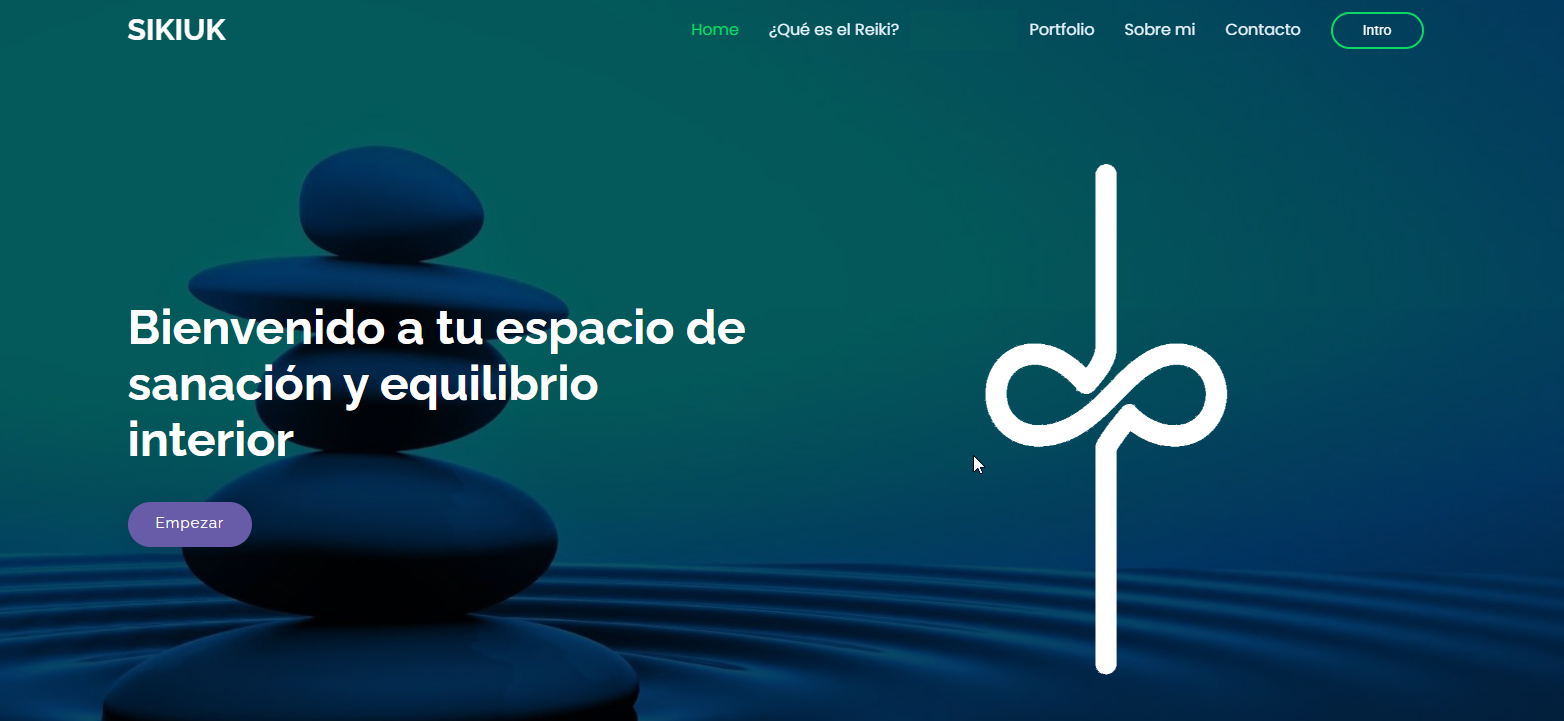 SIKIUK
Home ¿Qué es el Reiki? Portfolio Sobre mi Contacto Intro
Bienvenido a tu espacio de
sanación y equilibrio
interior
Empezar